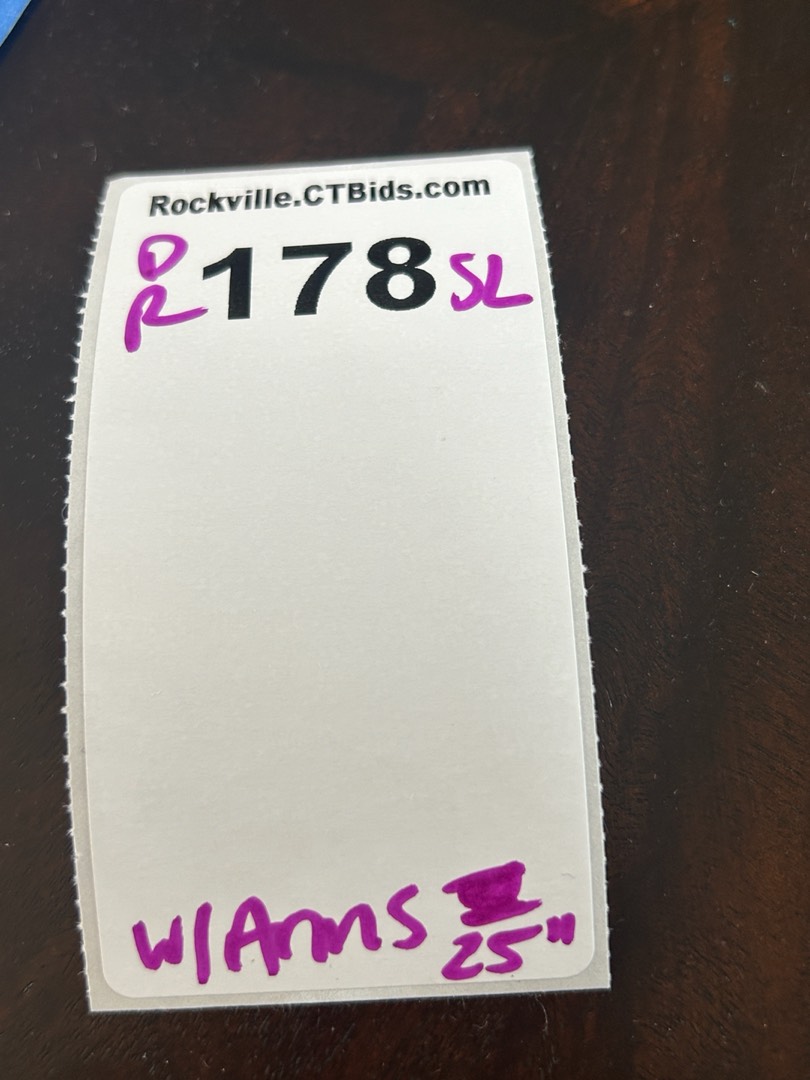 Rockville.CTBids.com
D
R 178 SL
W/Arms
25"